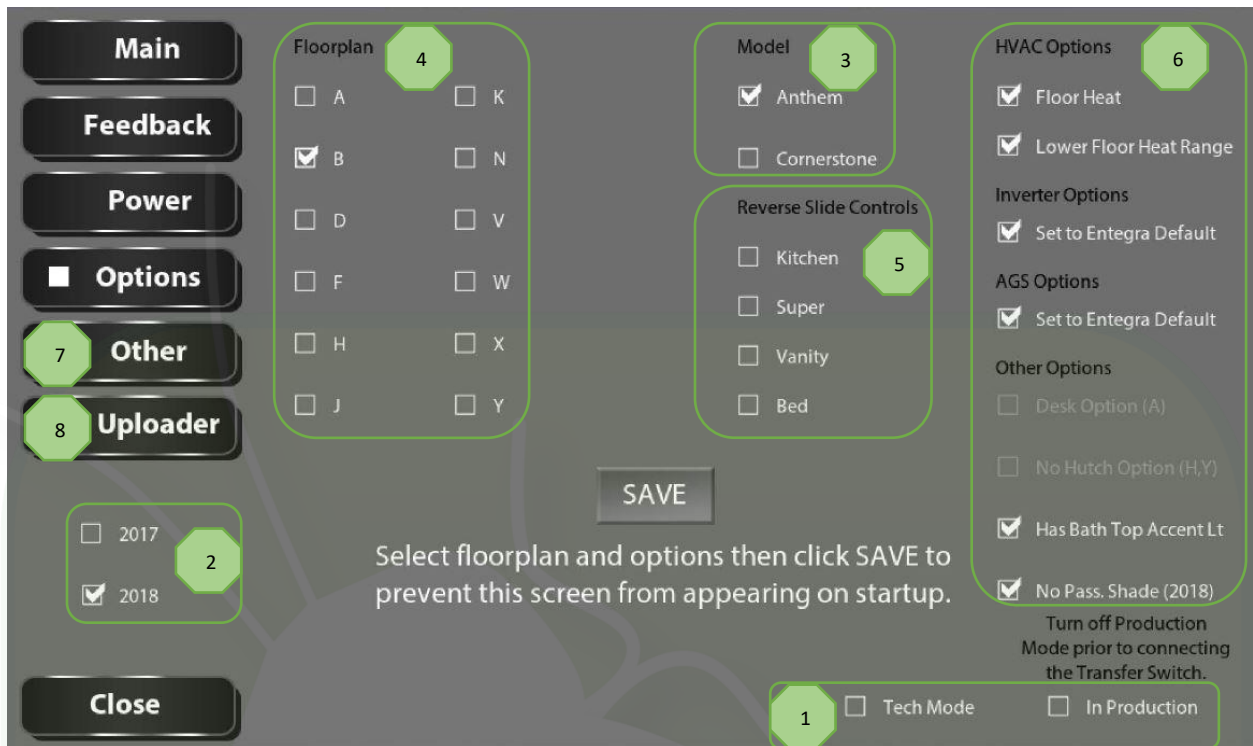 Main
Feedback
Power
Options
7 Other
8 Uploader
2017
2
2018
Close
Floorplan
4
A
K
B
N
D
V
F
W
H
X
J
Y
Model
3
Anthem
Cornerstone
Reverse Slide Controls
Kitchen
5
Super
Vanity
Bed
HVAC Options
6
Floor Heat
Lower Floor Heat Range
Inverter Options
Set to Entegra Default
AGS Options
Set to Entegra Default
Other Options
Desk Option (A)
No Hutch Option (H,Y)
Has Bath Top Accent Lt
No Pass. Shade (2018)
SAVE
Select floorplan and options then click SAVE to
prevent this screen from appearing on startup.
Turn off Production
Mode prior to connecting
the Transfer Switch.
1 Tech Mode In Production